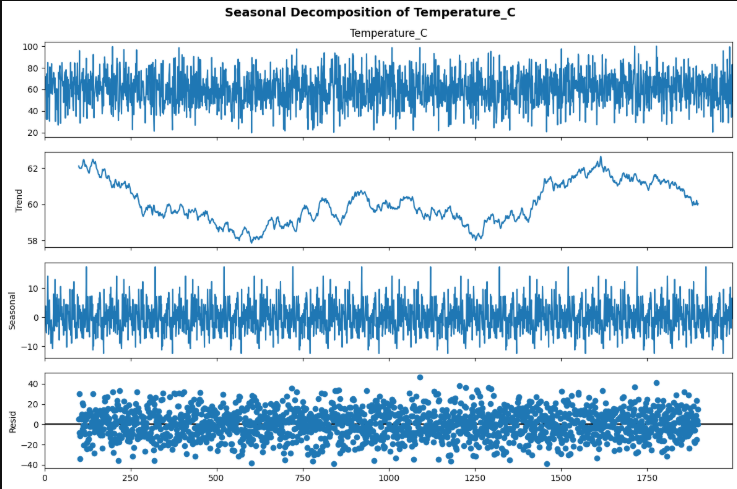 Seasonal Decomposition of Temperature_C
Temperature_C
100
80
60
40
20
62
60
58
Trend
10
0
−10
Seasonal
40
20
0
−20
−40
Resid
0 250 500 750 1000 1250 1500 1750